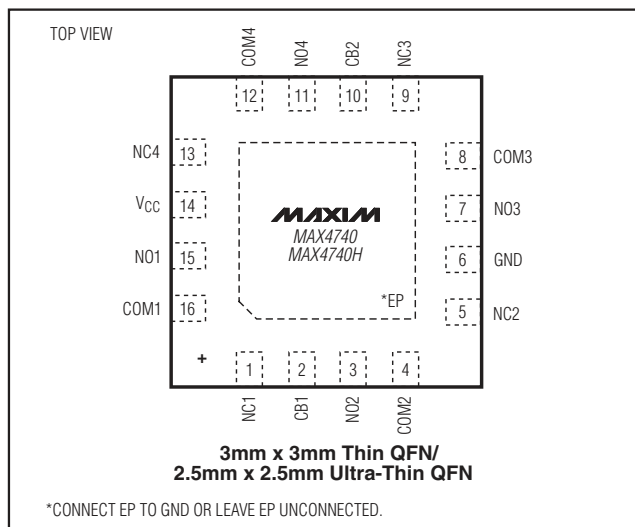 TOP VIEW
COM4
NO4
CB2
NC3
12
11
10
9
NC4
13
8
COM3
VCC
14
7
NO3
MAXIM
MAX4740
MAX4740H
NO1
15
6
GND
*EP
COM1
16
5
NC2
+
1
2
3
4
NC1
CB1
NO2
COM2
3mm x 3mm Thin QFN/
2.5mm x 2.5mm Ultra-Thin QFN
*CONNECT EP TO GND OR LEAVE EP UNCONNECTED.